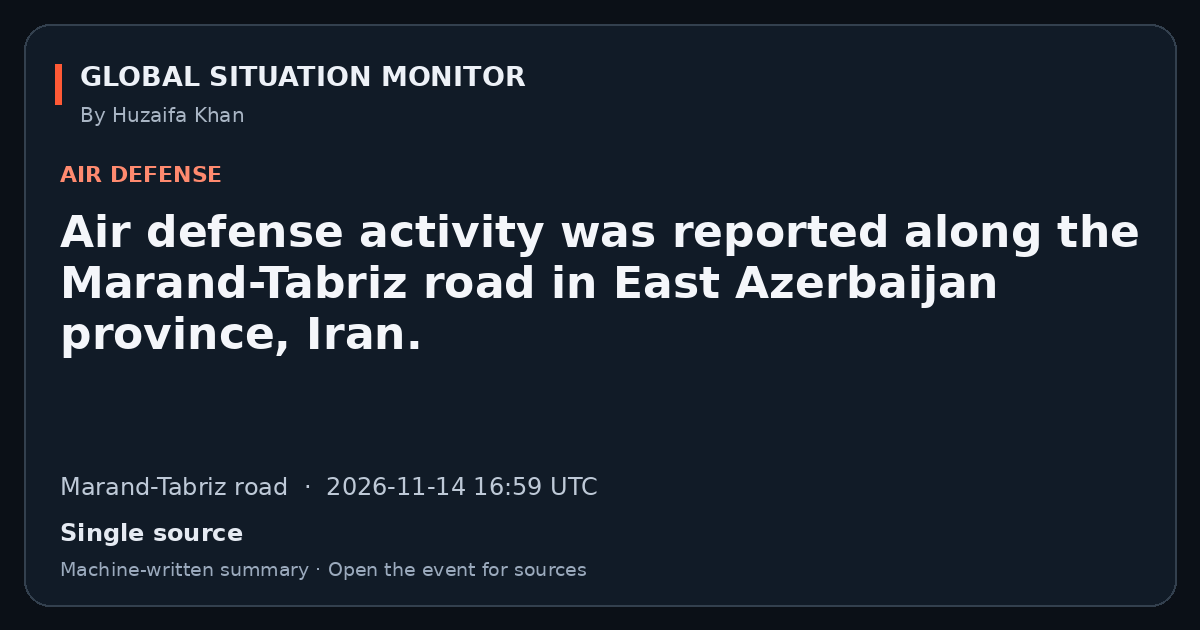 GLOBAL SITUATION MONITOR
By Huzaifa Khan
AIR DEFENSE
Air defense activity was reported along the
Marand-Tabriz road in East Azerbaijan
province, Iran.
Marand-Tabriz road · 2026-11-14 16:59 UTC
Single source
Machine-written summary · Open the event for sources